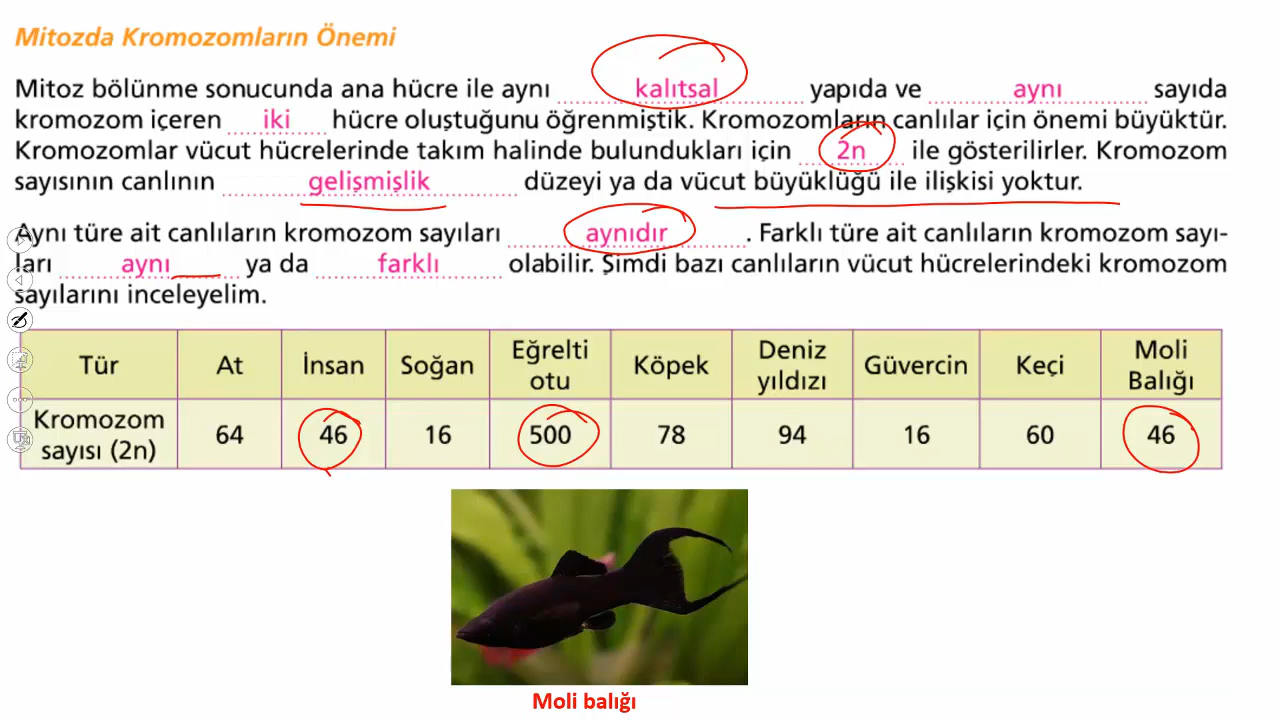 Mitozda Kromozomların Önemi
Mitoz bölünme sonucunda ana hücre ile aynı kalıtsal yapıda ve aynı sayıda
kromozom içeren iki hücre oluştuğunu öğrenmiştik. Kromozomların canlılar için önemi büyüktür.
Kromozomlar vücut hücrelerinde takım halinde bulundukları için 2n ile gösterilirler. Kromozom
sayısının canlının gelişmişlik düzeyi ya da vücut büyüklüğü ile ilişkisi yoktur.
Aynı türe ait canlıların kromozom sayıları aynıdır. Farklı türe ait canlıların kromozom sayı-
ları aynı ya da farklı olabilir. Şimdi bazı canlıların vücut hücrelerindeki kromozom
sayılarını inceleyelim.
Tür At İnsan Soğan Eğrelti otu Köpek Deniz yıldızı Güvercin Keçi Moli Balığı
Kromozom sayısı (2n) 64 46 16 500 78 94 16 60 46
Moli balığı